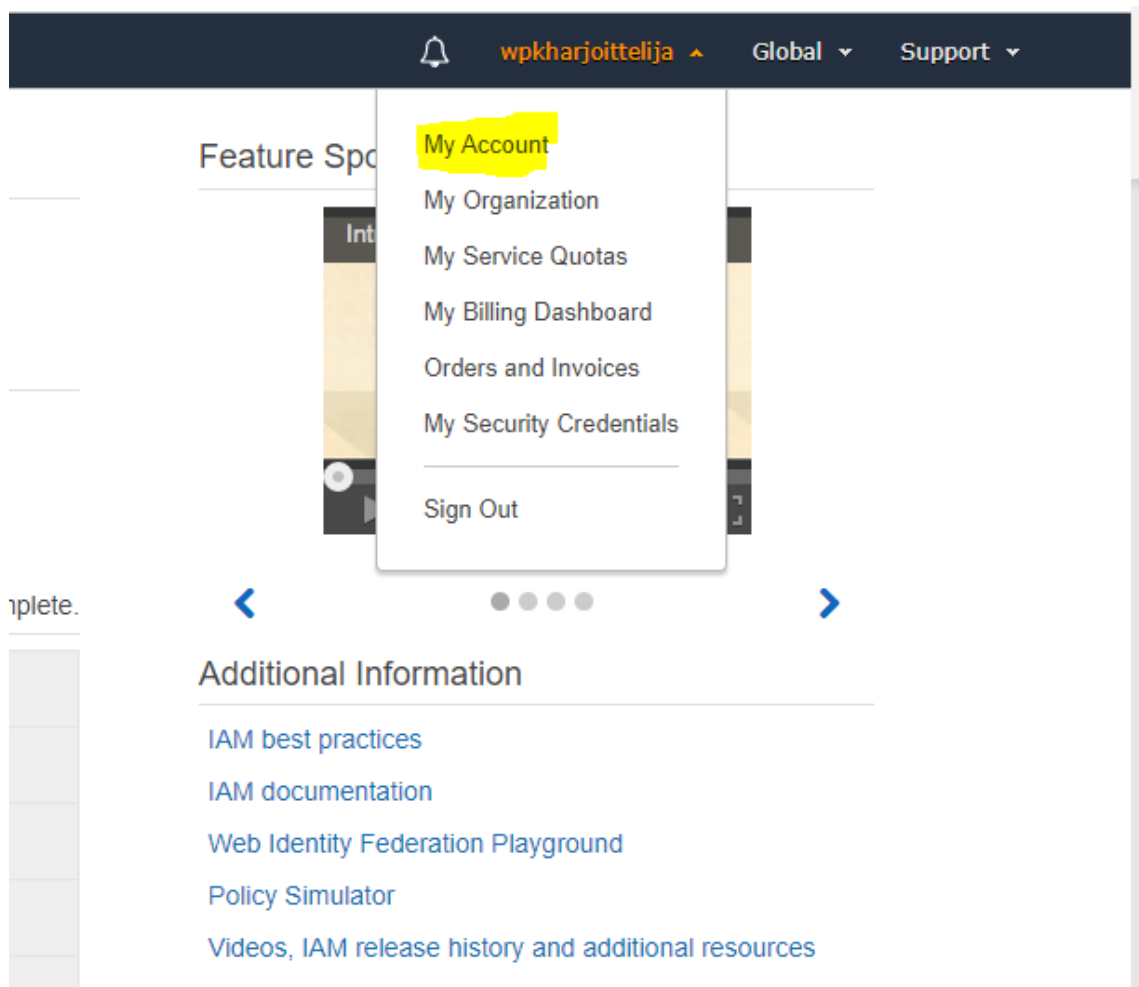 wpkharjoittelija Global Support
Feature Spo
My Account
My Organization
Int
My Service Quotas
My Billing Dashboard
Orders and Invoices
My Security Credentials
Sign Out
nplete.
Additional Information
IAM best practices
IAM documentation
Web Identity Federation Playground
Policy Simulator
Videos, IAM release history and additional resources